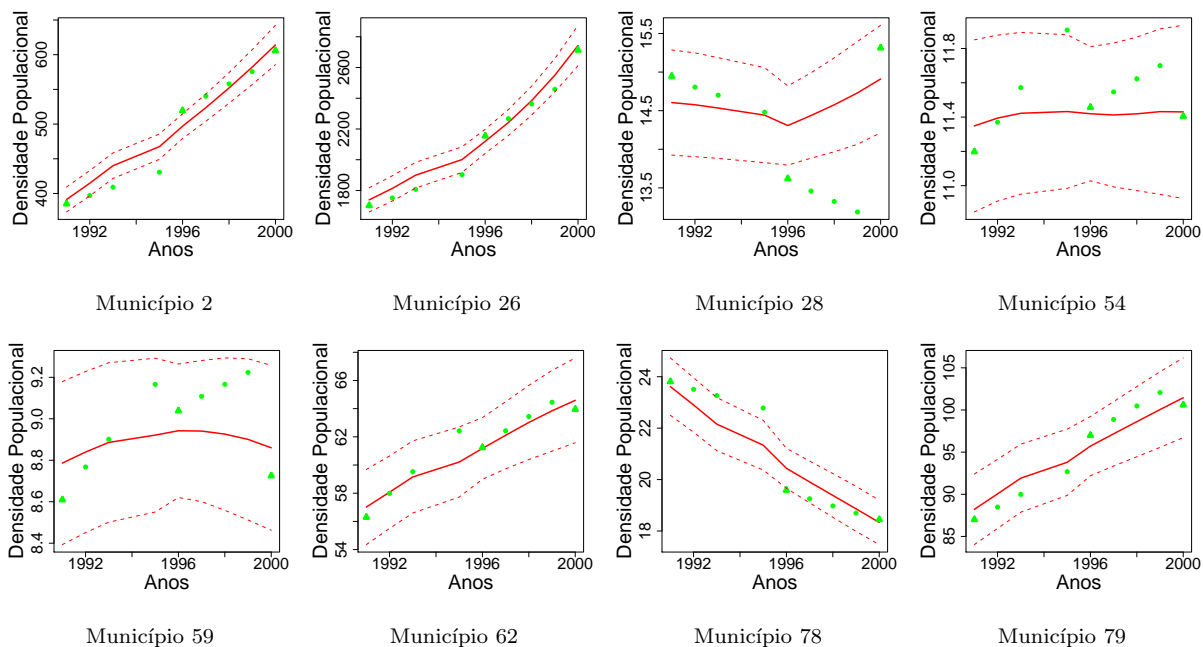 Densidade Populacional
400 500 600
1992 1996 2000
Anos
Município 2
Densidade Populacional
1800 2200 2600
1992 1996 2000
Anos
Município 26
Densidade Populacional
13.5 14.5 15.5
1992 1996 2000
Anos
Município 28
Densidade Populacional
11.0 11.4 11.8
1992 1996 2000
Anos
Município 54
Densidade Populacional
8.4 8.6 8.8 9.0 9.2
1992 1996 2000
Anos
Município 59
Densidade Populacional
54 58 62 66
1992 1996 2000
Anos
Município 62
Densidade Populacional
18 20 22 24
1992 1996 2000
Anos
Município 78
Densidade Populacional
85 90 95 100 105
1992 1996 2000
Anos
Município 79